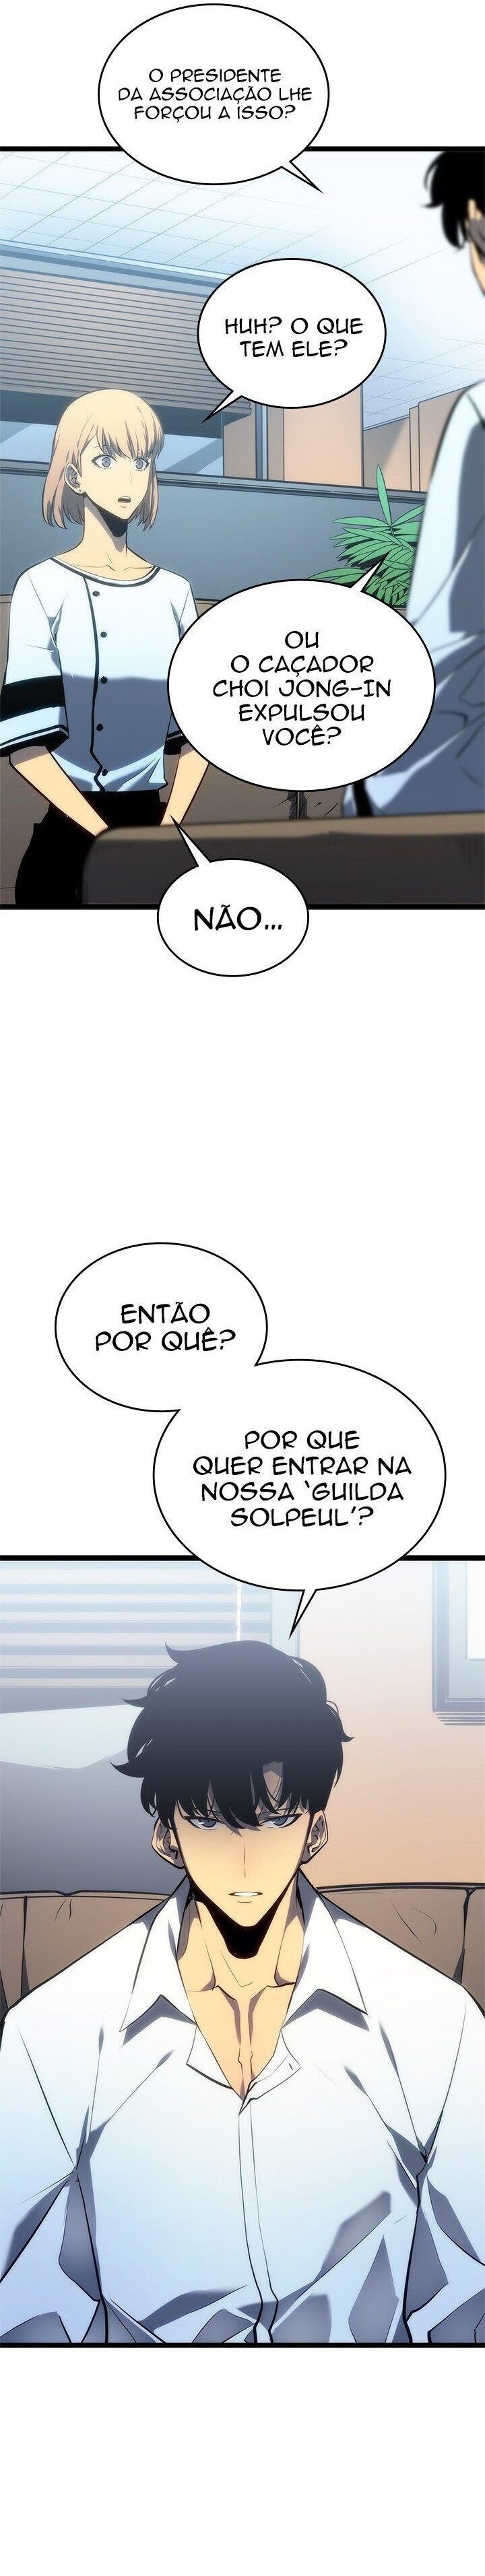 O PRESIDENTE
DA ASSOCIAÇÃO LHE
FORÇOU A ISSO?
HUH? O QUE
TEM ELE?
OU
O CAÇADOR
CHOI JONG-IN
EXPULSOU
VOCÊ?
NÃO...
ENTÃO
POR QUÊ?
POR QUE
QUER ENTRAR NA
NOSSA ‘GUILDA
SOLPEUL’?